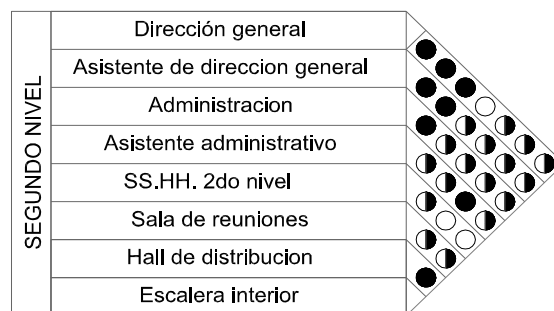 SEGUNDO NIVEL
Dirección general
Asistente de direccion general
Administracion
Asistente administrativo
SS.HH. 2do nivel
Sala de reuniones
Hall de distribucion
Escalera interior